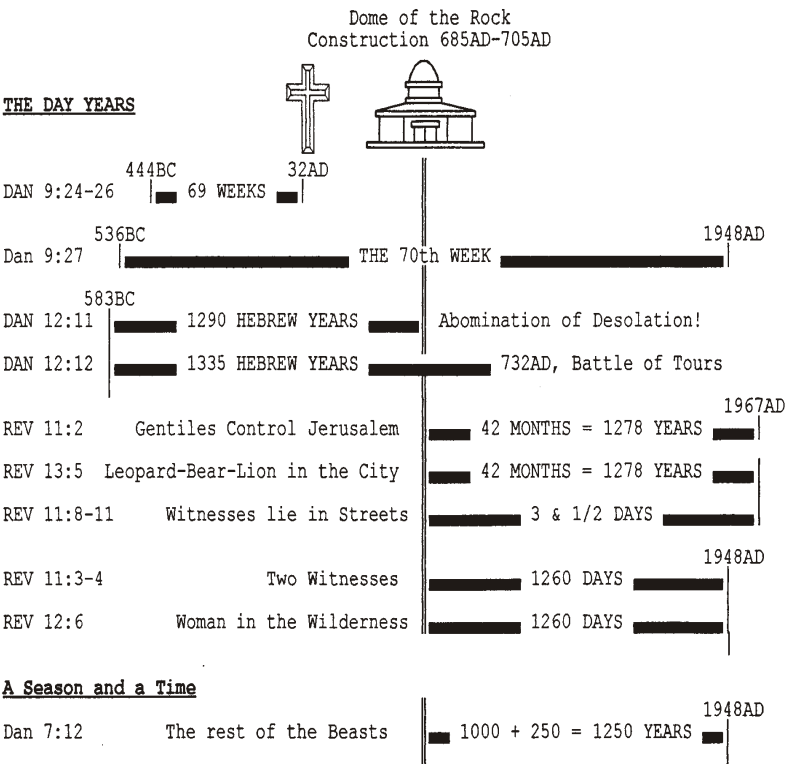 Dome of the Rock
Construction 685AD-705AD
THE DAY YEARS
444BC 32AD
DAN 9:24-26 69 WEEKS
536BC 1948AD
Dan 9:27 THE 70th WEEK
583BC
DAN 12:11 1290 HEBREW YEARS Abomination of Desolation!
DAN 12:12 1335 HEBREW YEARS 732AD, Battle of Tours
1967AD
REV 11:2 Gentiles Control Jerusalem 42 MONTHS = 1278 YEARS
REV 13:5 Leopard-Bear-Lion in the City 42 MONTHS = 1278 YEARS
REV 11:8-11 Witnesses lie in Streets 3 & 1/2 DAYS
1948AD
REV 11:3-4 Two Witnesses 1260 DAYS
REV 12:6 Woman in the Wilderness 1260 DAYS
A Season and a Time
1948AD
Dan 7:12 The rest of the Beasts 1000 + 250 = 1250 YEARS